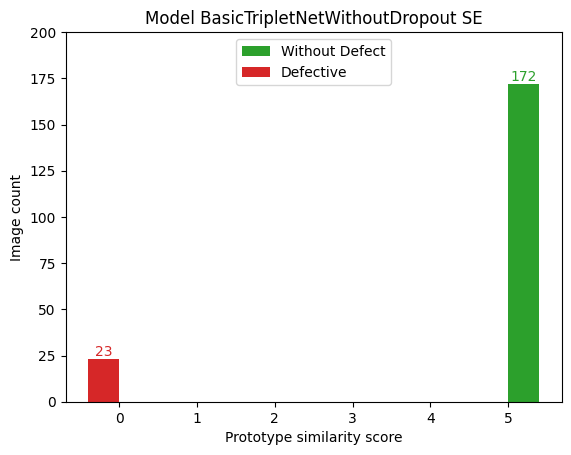 Model BasicTripletNetWithoutDropout SE
200
175
150
125
100
75
50
25
0
Image count
Without Defect
Defective
172
23
0 1 2 3 4 5
Prototype similarity score